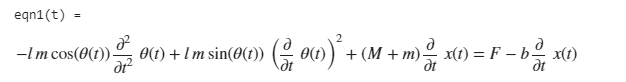 eqn1(t) =
−l m cos(θ(t)) ∂²/∂t² θ(t) + l m sin(θ(t)) (∂/∂t θ(t))² + (M + m) ∂/∂t x(t) = F − b ∂/∂t x(t)